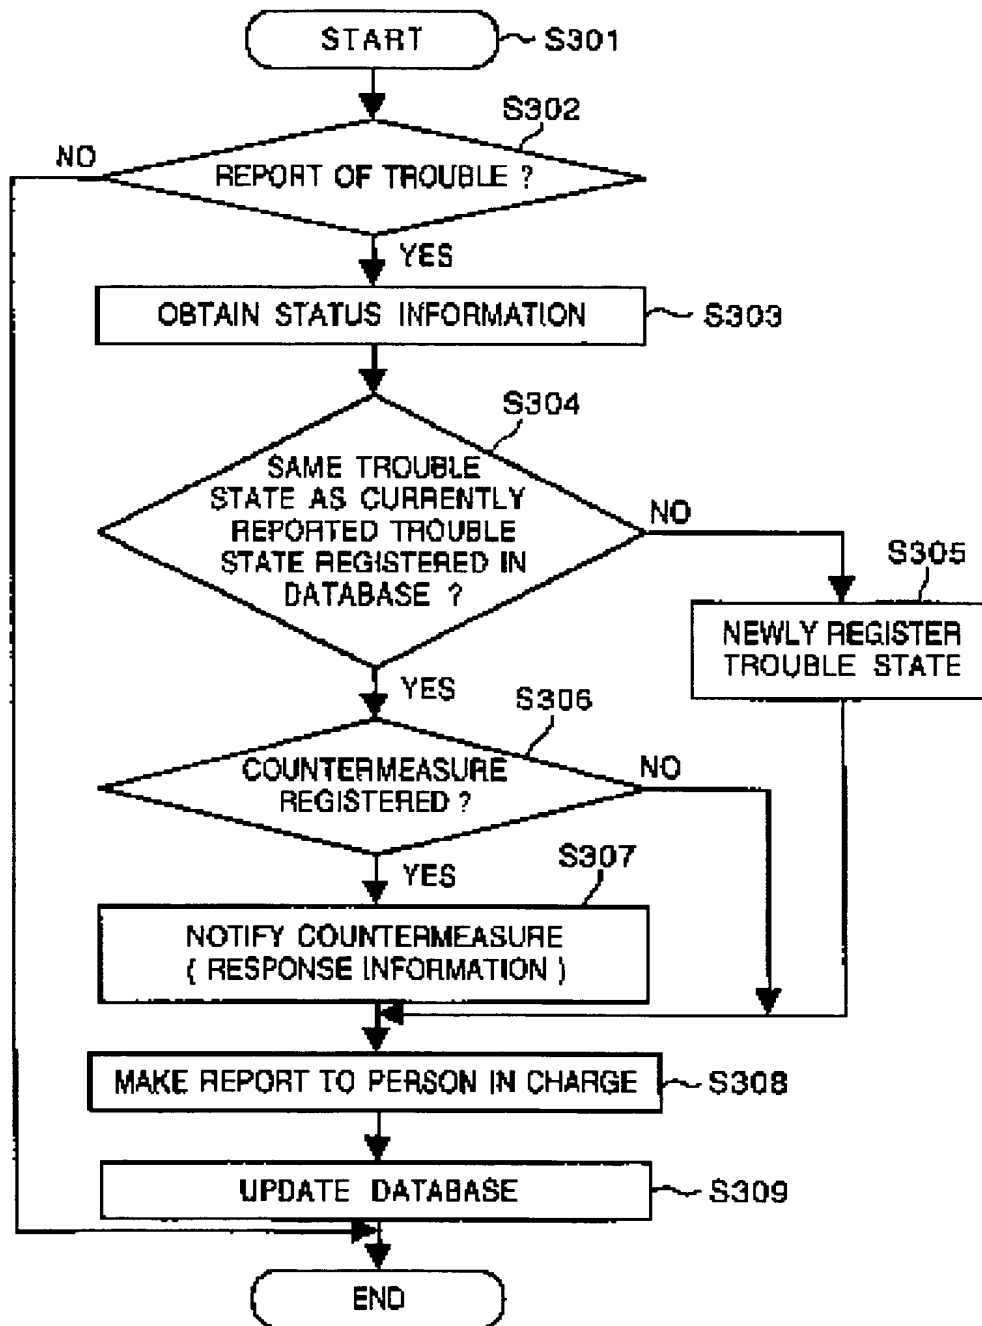 START
S301
S302
NO
REPORT OF TROUBLE ?
YES
OBTAIN STATUS INFORMATION
S303
S304
SAME TROUBLE
STATE AS CURRENTLY
REPORTED TROUBLE
STATE REGISTERED IN
DATABASE ?
NO
S305
NEWLY REGISTER
TROUBLE STATE
YES
S306
COUNTERMEASURE
REGISTERED ?
NO
YES
S307
NOTIFY COUNTERMEASURE
( RESPONSE INFORMATION )
MAKE REPORT TO PERSON IN CHARGE
S308
UPDATE DATABASE
S309
END